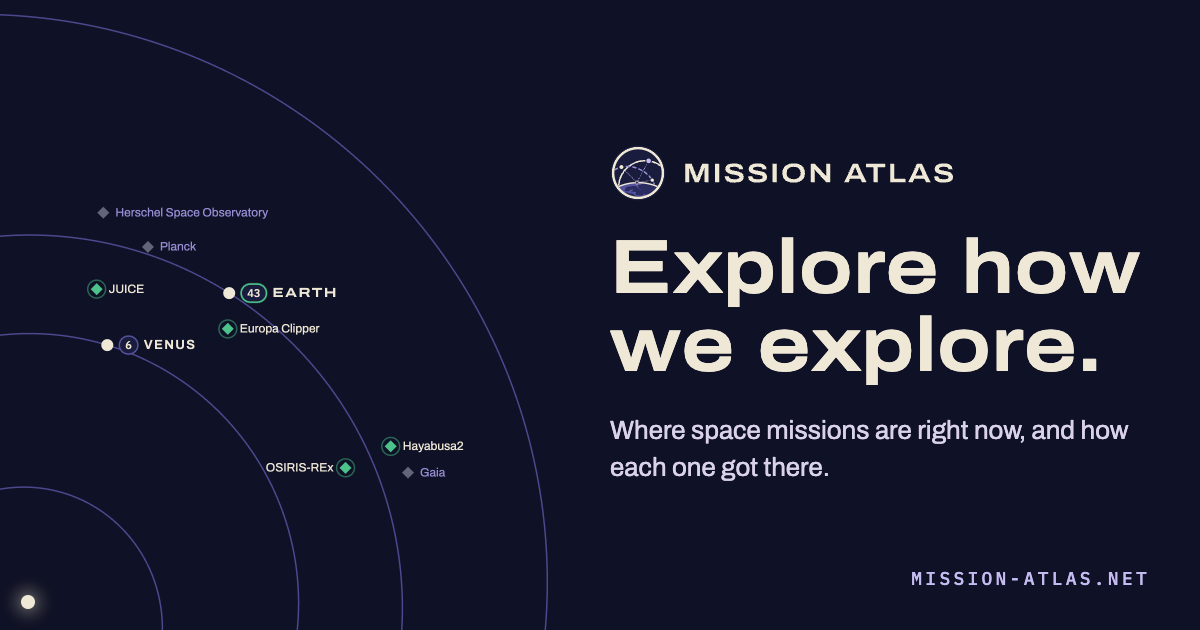 Herschel Space Observatory
Planck
JUICE
43 EARTH
Europa Clipper
6 VENUS
Hayabusa2
OSIRIS-REx
Gaia
MISSION ATLAS
Explore how
we explore.
Where space missions are right now, and how
each one got there.
MISSION-ATLAS.NET